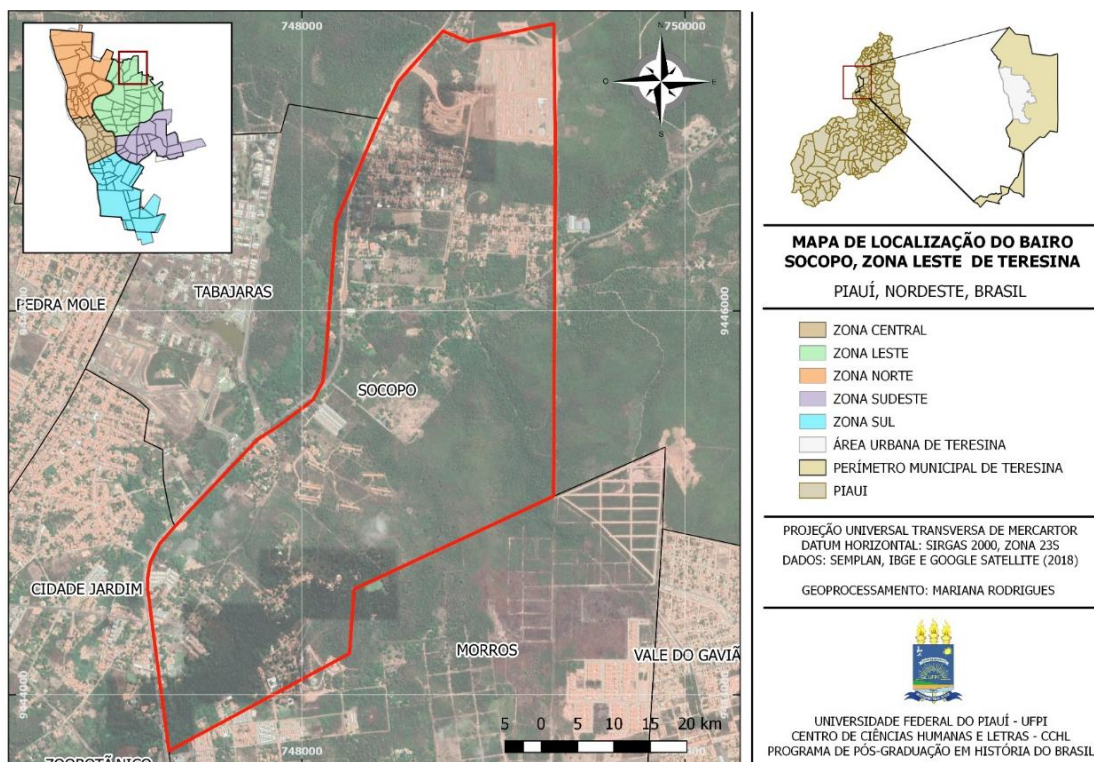 748000
750000
N
O
E
S
TABAJARAS
PEDRA MOLE
9446000
9446000
SOCOPO
CIDADE JARDIM
MORROS
VALE DO GAVIÃ
9444000
5 0 5 10 15 20 km
748000
MAPA DE LOCALIZAÇÃO DO BAIRO
SOCOPO, ZONA LESTE DE TERESINA
PIAUÍ, NORDESTE, BRASIL
ZONA CENTRAL
ZONA LESTE
ZONA NORTE
ZONA SUDESTE
ZONA SUL
ÁREA URBANA DE TERESINA
PERÍMETRO MUNICIPAL DE TERESINA
PIAUI
PROJEÇÃO UNIVERSAL TRANSVERSA DE MERCARTOR
DATUM HORIZONTAL: SIRGAS 2000, ZONA 23S
DADOS: SEMPLAN, IBGE E GOOGLE SATELLITE (2018)
GEOPROCESSAMENTO: MARIANA RODRIGUES
UNIVERSIDADE FEDERAL DO PIAUÍ - UFPI
CENTRO DE CIÊNCIAS HUMANAS E LETRAS - CCHL
PROGRAMA DE PÓS-GRADUAÇÃO EM HISTÓRIA DO BRASIL